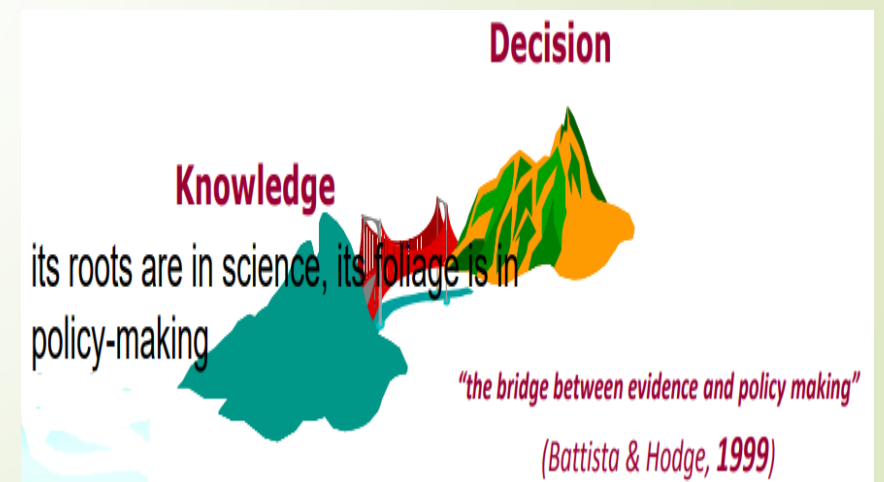 Decision
Knowledge
its roots are in science, its foliage is in
policy-making
“the bridge between evidence and policy making”
(Battista & Hodge, 1999)